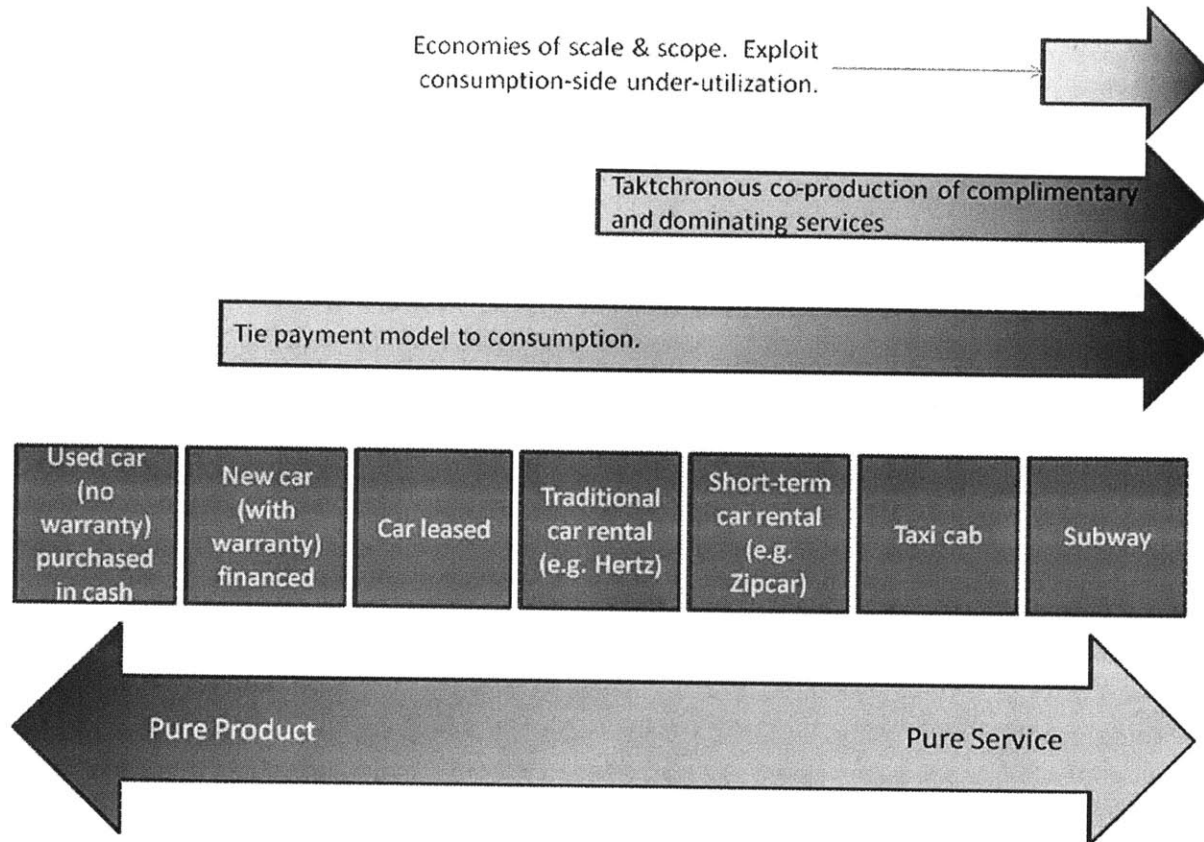 Economies of scale & scope. Exploit
consumption-side under-utilization.
Taktchronous co-production of complimentary
and dominating services
Tie payment model to consumption.
Used car
(no
warranty)
purchased
in cash
New car
(with
warranty)
financed
Car leased
Traditional
car rental
(e.g. Hertz)
Short-term
car rental
(e.g.
Zipcar)
Taxi cab
Subway
Pure Product
Pure Service